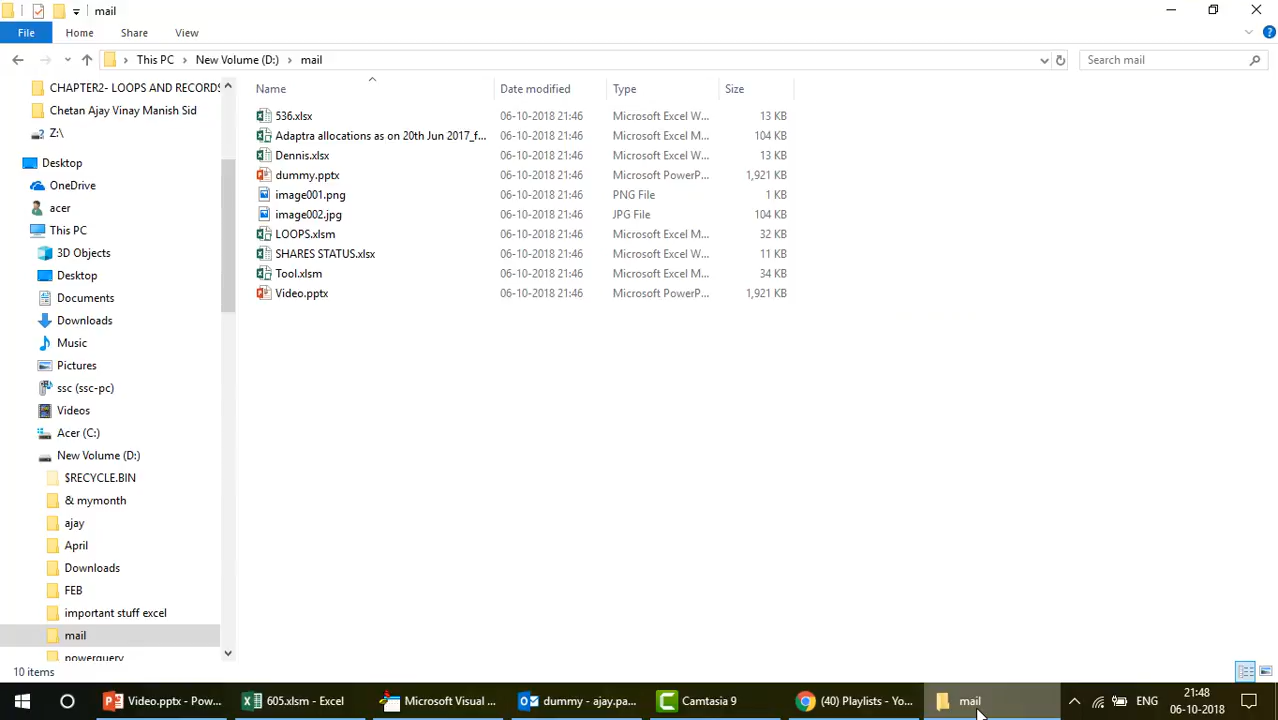 mail
File
Home
Share
View
This PC
New Volume (D:)
mail
Search mail
CHAPTER2- LOOPS AND RECORDS
Chetan Ajay Vinay Manish Sid
Z:\
Desktop
OneDrive
acer
This PC
3D Objects
Desktop
Documents
Downloads
Music
Pictures
ssc (ssc-pc)
Videos
Acer (C:)
New Volume (D:)
$RECYCLE.BIN
& mymonth
ajay
April
Downloads
FEB
important stuff excel
mail
powerquery
Name Date modified Type Size
536.xlsx 06-10-2018 21:46 Microsoft Excel W... 13 KB
Adaptra allocations as on 20th Jun 2017_f... 06-10-2018 21:46 Microsoft Excel M... 104 KB
Dennis.xlsx 06-10-2018 21:46 Microsoft Excel W... 13 KB
dummy.pptx 06-10-2018 21:46 Microsoft PowerP... 1,921 KB
image001.png 06-10-2018 21:46 PNG File 1 KB
image002.jpg 06-10-2018 21:46 JPG File 104 KB
LOOPS.xlsm 06-10-2018 21:46 Microsoft Excel M... 32 KB
SHARES STATUS.xlsx 06-10-2018 21:46 Microsoft Excel W... 11 KB
Tool.xlsm 06-10-2018 21:46 Microsoft Excel M... 34 KB
Video.pptx 06-10-2018 21:46 Microsoft PowerP... 1,921 KB
10 items
Video.pptx - Pow...
605.xlsm - Excel
Microsoft Visual ...
dummy - ajay.pa...
Camtasia 9
(40) Playlists - Yo...
mail
ENG
21:48
06-10-2018